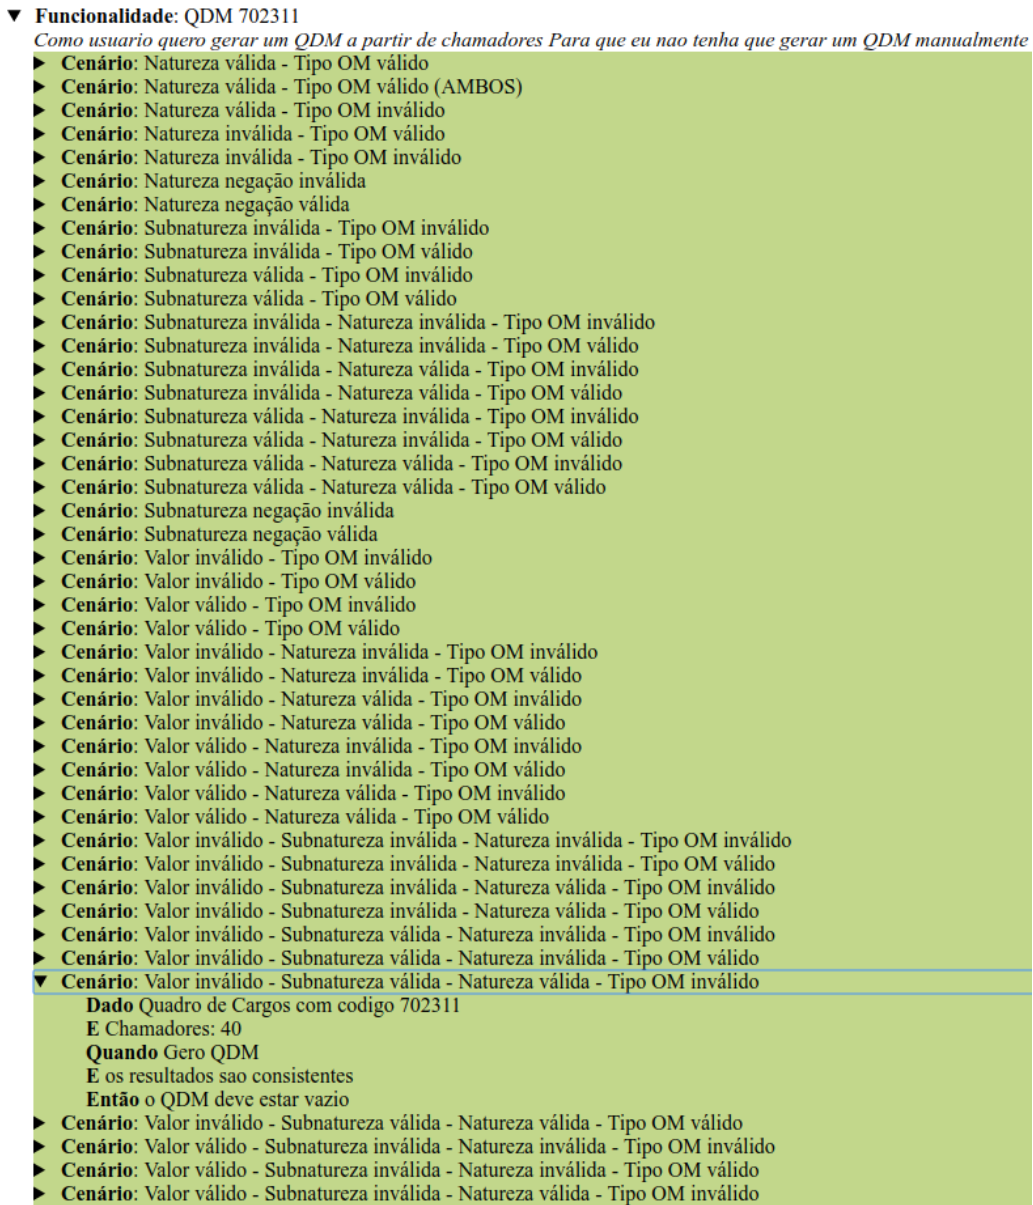 Funcionalidade: QDM 702311
Como usuario quero gerar um QDM a partir de chamadores Para que eu nao tenha que gerar um QDM manualmente
Cenário: Natureza válida - Tipo OM válido
Cenário: Natureza válida - Tipo OM válido (AMBOS)
Cenário: Natureza válida - Tipo OM inválido
Cenário: Natureza inválida - Tipo OM válido
Cenário: Natureza inválida - Tipo OM inválido
Cenário: Natureza negação inválida
Cenário: Natureza negação válida
Cenário: Subnatureza inválida - Tipo OM inválido
Cenário: Subnatureza inválida - Tipo OM válido
Cenário: Subnatureza válida - Tipo OM inválido
Cenário: Subnatureza válida - Tipo OM válido
Cenário: Subnatureza inválida - Natureza inválida - Tipo OM inválido
Cenário: Subnatureza inválida - Natureza inválida - Tipo OM válido
Cenário: Subnatureza inválida - Natureza válida - Tipo OM inválido
Cenário: Subnatureza inválida - Natureza válida - Tipo OM válido
Cenário: Subnatureza válida - Natureza inválida - Tipo OM inválido
Cenário: Subnatureza válida - Natureza inválida - Tipo OM válido
Cenário: Subnatureza válida - Natureza válida - Tipo OM inválido
Cenário: Subnatureza válida - Natureza válida - Tipo OM válido
Cenário: Subnatureza negação inválida
Cenário: Subnatureza negação válida
Cenário: Valor inválido - Tipo OM inválido
Cenário: Valor inválido - Tipo OM válido
Cenário: Valor válido - Tipo OM inválido
Cenário: Valor válido - Tipo OM válido
Cenário: Valor inválido - Natureza inválida - Tipo OM inválido
Cenário: Valor inválido - Natureza inválida - Tipo OM válido
Cenário: Valor inválido - Natureza válida - Tipo OM inválido
Cenário: Valor inválido - Natureza válida - Tipo OM válido
Cenário: Valor válido - Natureza inválida - Tipo OM inválido
Cenário: Valor válido - Natureza inválida - Tipo OM válido
Cenário: Valor válido - Natureza válida - Tipo OM inválido
Cenário: Valor válido - Natureza válida - Tipo OM válido
Cenário: Valor inválido - Subnatureza inválida - Natureza inválida - Tipo OM inválido
Cenário: Valor inválido - Subnatureza inválida - Natureza inválida - Tipo OM válido
Cenário: Valor inválido - Subnatureza inválida - Natureza válida - Tipo OM inválido
Cenário: Valor inválido - Subnatureza inválida - Natureza válida - Tipo OM válido
Cenário: Valor inválido - Subnatureza válida - Natureza inválida - Tipo OM inválido
Cenário: Valor inválido - Subnatureza válida - Natureza inválida - Tipo OM válido
Cenário: Valor inválido - Subnatureza válida - Natureza válida - Tipo OM inválido
Dado Quadro de Cargos com codigo 702311
E Chamadores: 40
Quando Gero QDM
E os resultados sao consistentes
Então o QDM deve estar vazio
Cenário: Valor inválido - Subnatureza válida - Natureza válida - Tipo OM válido
Cenário: Valor válido - Subnatureza inválida - Natureza inválida - Tipo OM inválido
Cenário: Valor válido - Subnatureza inválida - Natureza inválida - Tipo OM válido
Cenário: Valor válido - Subnatureza inválida - Natureza válida - Tipo OM inválido